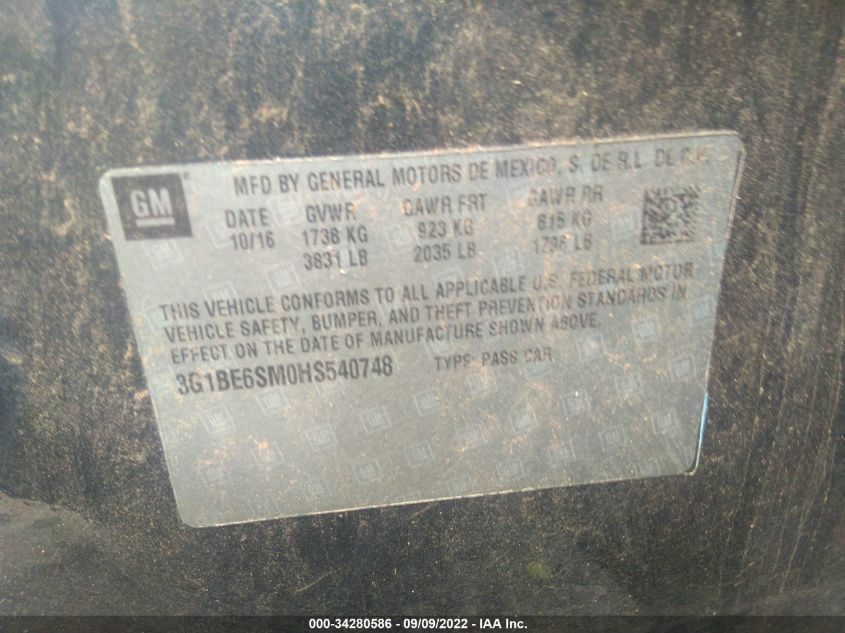 GM
MFD BY GENERAL MOTORS DE MEXICO, S. DE R.L. DE C.V.
DATE GVWR GAWR FRT GAWR RR
10/16 1738 KG 923 KG 815 KG
3831 LB 2035 LB 1796 LB
THIS VEHICLE CONFORMS TO ALL APPLICABLE U.S. FEDERAL MOTOR
VEHICLE SAFETY, BUMPER, AND THEFT PREVENTION STANDARDS IN
EFFECT ON THE DATE OF MANUFACTURE SHOWN ABOVE.
3G1BE6SM0HS540748 TYPE: PASS CAR
000-34280586 - 09/09/2022 - IAA Inc.